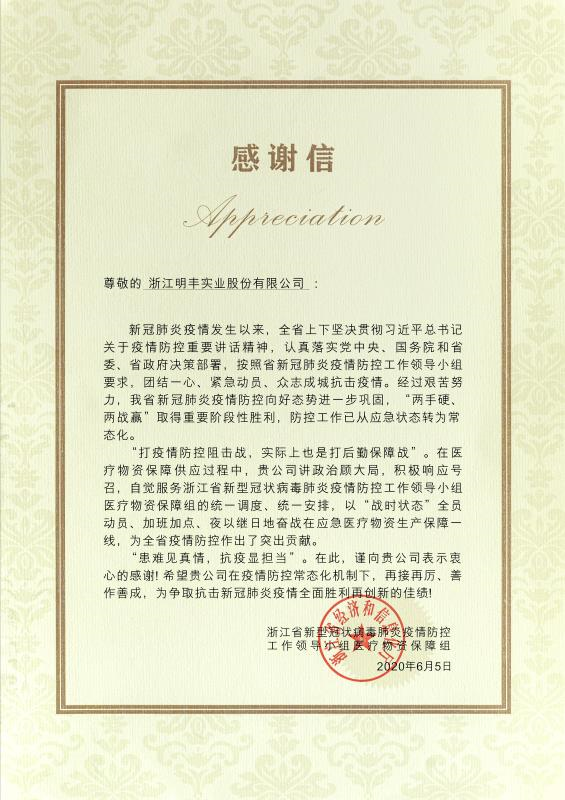 感谢信
Appreciation
尊敬的 浙江明丰实业股份有限公司 ：
新冠肺炎疫情发生以来，全省上下坚决贯彻习近平总书记
关于疫情防控重要讲话精神，认真落实党中央、国务院和省
委、省政府决策部署，按照省新冠肺炎疫情防控工作领导小组
要求，团结一心、紧急动员、众志成城抗击疫情。经过艰苦努
力，我省新冠肺炎疫情防控向好态势进一步巩固，“两手硬、
两战赢”取得重要阶段性胜利，防控工作已从应急状态转为常
态化。
“打疫情防控阻击战，实际上也是打后勤保障战”。在医
疗物资保障供应过程中，贵公司讲政治顾大局，积极响应号
召，自觉服务浙江省新型冠状病毒肺炎疫情防控工作领导小组
医疗物资保障组的统一调度、统一安排，以“战时状态”全员
动员、加班加点、夜以继日地奋战在应急医疗物资生产保障一
线，为全省疫情防控作出了突出贡献。
“患难见真情，抗疫显担当”。在此，谨向贵公司表示衷
心的感谢! 希望贵公司在疫情防控常态化机制下，再接再厉、善
作善成，为争取抗击新冠肺炎疫情全面胜利再创新的佳绩!
浙江省新型冠状病毒肺炎疫情防控
工作领导小组医疗物资保障组
2020年6月5日
浙江省经济和信息化厅